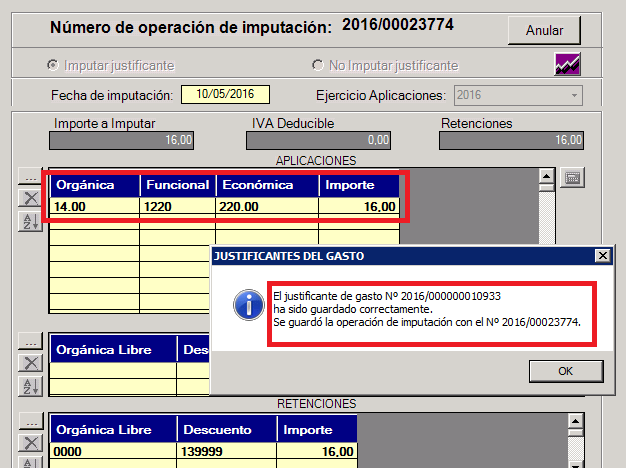 Número de operación de imputación: 2016/00023774
Anular
Imputar justificante
No Imputar justificante
Fecha de imputación: 10/05/2016
Ejercicio Aplicaciones: 2016
Importe a Imputar
IVA Deducible
Retenciones
16,00
0,00
16,00
APLICACIONES
...
Orgánica Funcional Económica Importe
14.00 1220 220.00 16,00
A
Z
JUSTIFICANTES DEL GASTO
El justificante de gasto Nº 2016/000000010933
ha sido guardado correctamente.
Se guardó la operación de imputación con el Nº 2016/00023774.
OK
...
Orgánica Libre Des
A
Z
RETENCIONES
...
Orgánica Libre Descuento Importe
0000 139999 16,00
A